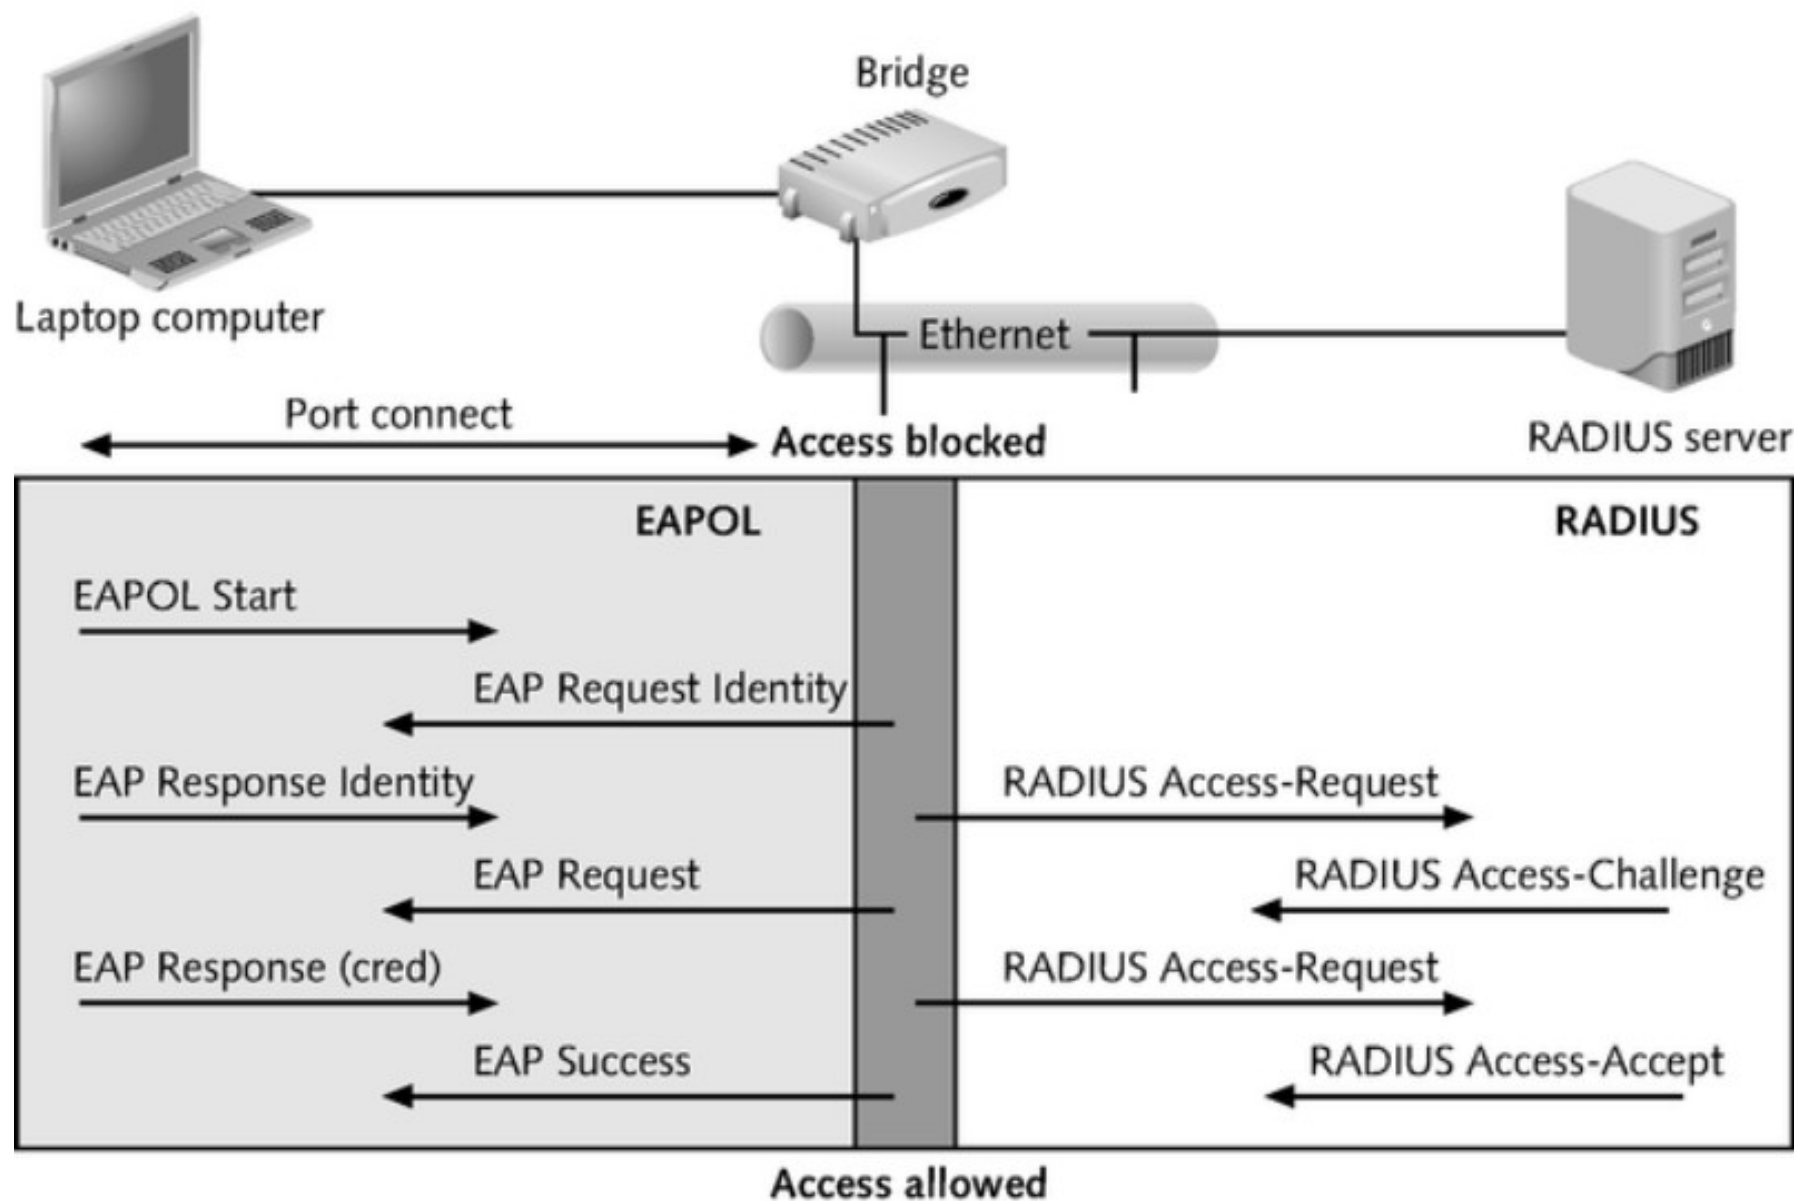 Bridge
Laptop computer
Ethernet
Port connect
Access blocked
RADIUS server
EAPOL
RADIUS
EAPOL Start
EAP Request Identity
EAP Response Identity
RADIUS Access-Request
EAP Request
RADIUS Access-Challenge
EAP Response (cred)
RADIUS Access-Request
EAP Success
RADIUS Access-Accept
Access allowed